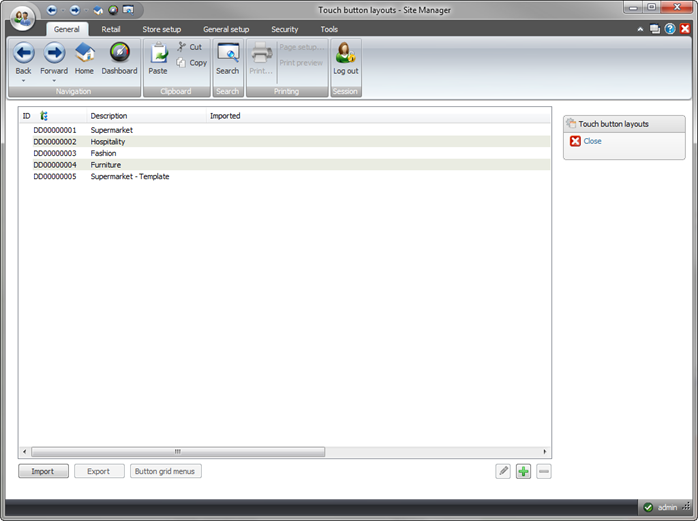 Touch button layouts - Site Manager
General Retail Store setup General setup Security Tools
Back Forward Home Dashboard
Navigation
Paste
Cut
Copy
Clipboard
Search
Search
Print...
Page setup...
Print preview
Printing
Log out
Session
ID Description Imported
DD00000001 Supermarket
DD00000002 Hospitality
DD00000003 Fashion
DD00000004 Furniture
DD00000005 Supermarket - Template
Touch button layouts
Close
Import Export Button grid menus
admin